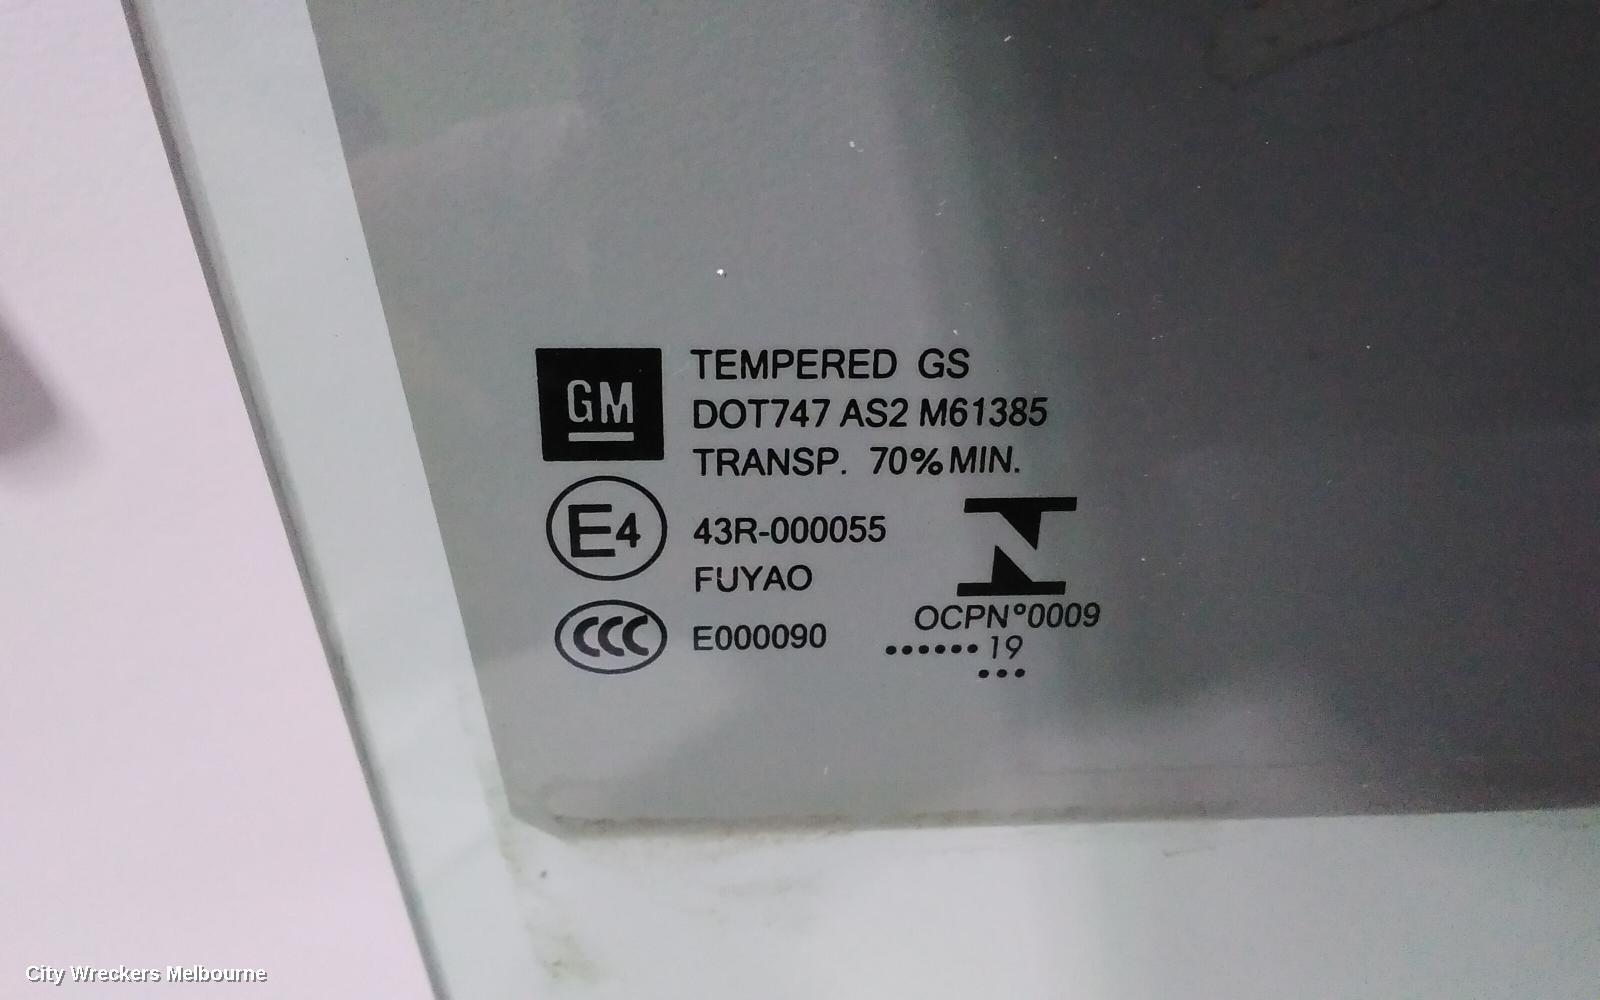 GM
TEMPERED GS
DOT747 AS2 M61385
TRANSP. 70% MIN.
E4
43R-000055
FUYAO
CCC
E000090
N
OCPN°0009
•••••• 19
•••
City Wreckers Melbourne